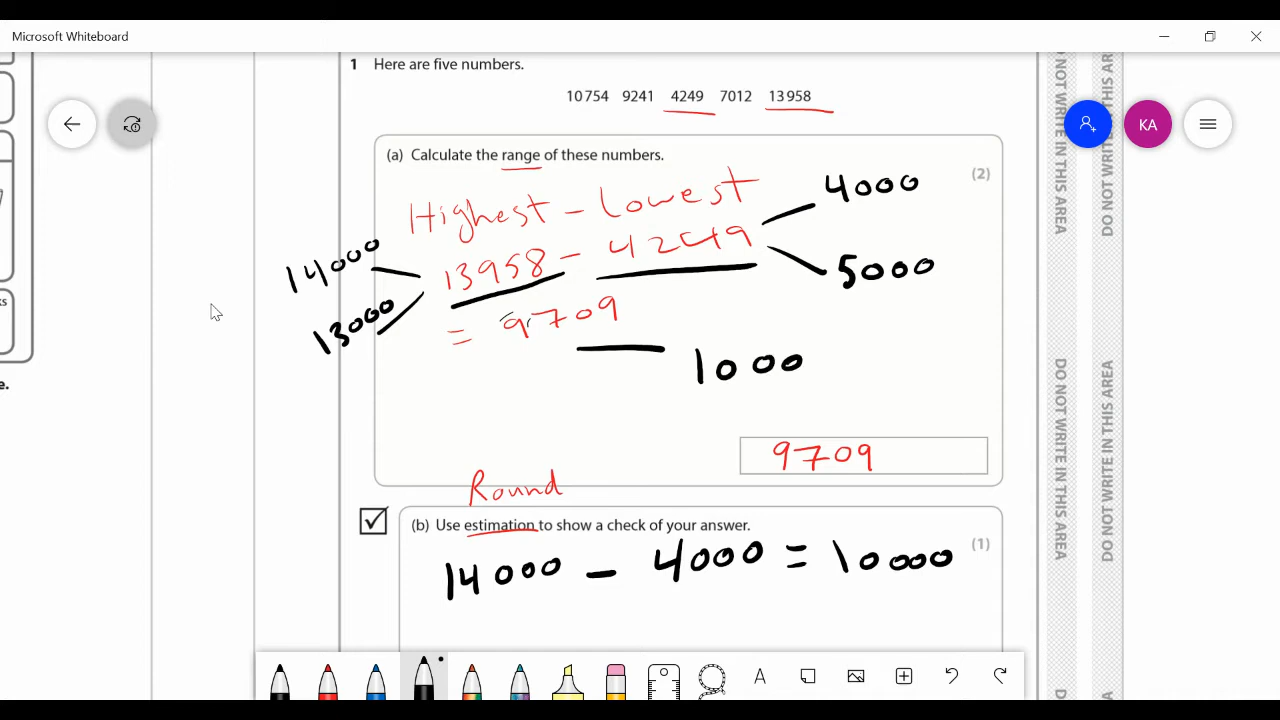 Microsoft Whiteboard
1 Here are five numbers.
10754 9241 4249 7012 13958
KA
(a) Calculate the range of these numbers.
(2)
Highest - Lowest
4000
14000
13958 - 4249
5000
13000
= 9709
1000
9709
Round
(b) Use estimation to show a check of your answer.
(1)
14000 - 4000 = 10000
DO NOT WRITE IN THIS AREA
DO NOT WRITE IN THIS AREA
DO NOT WRITE IN THIS AREA
DO NOT WRITE IN THIS AREA
A